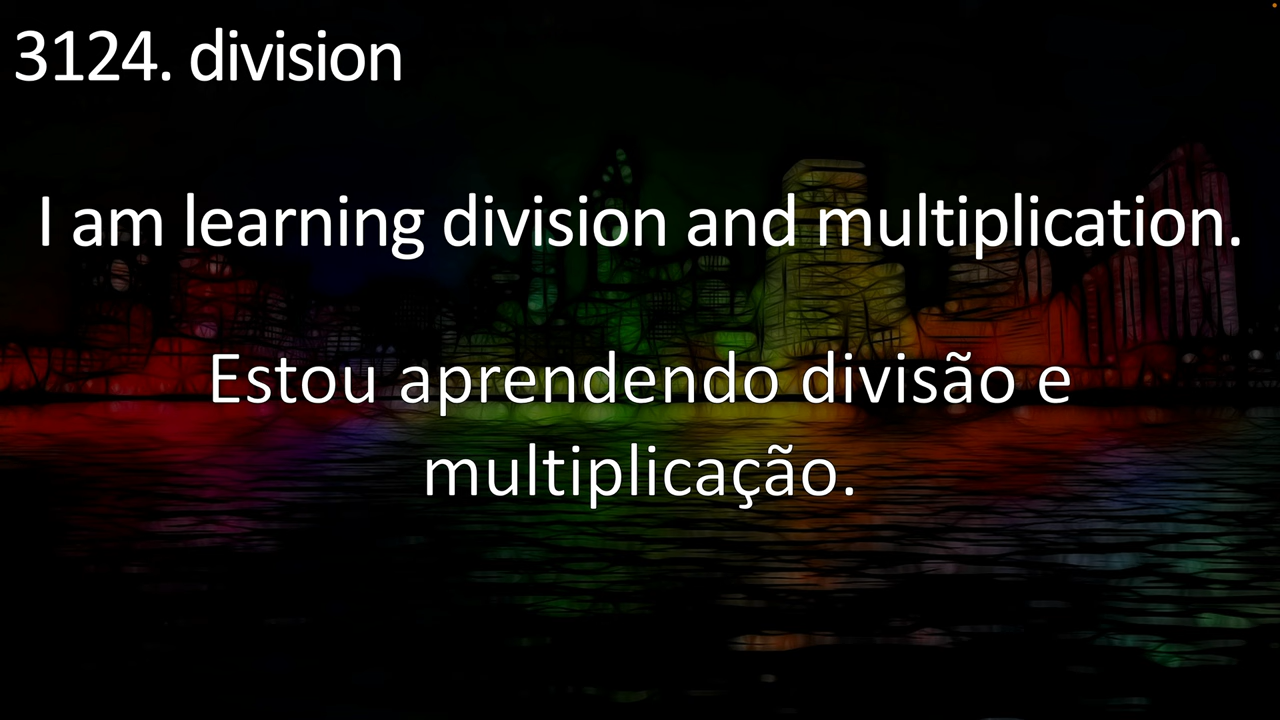 3124. division
I am learning division and multiplication.
Estou aprendendo divisão e
multiplicação.